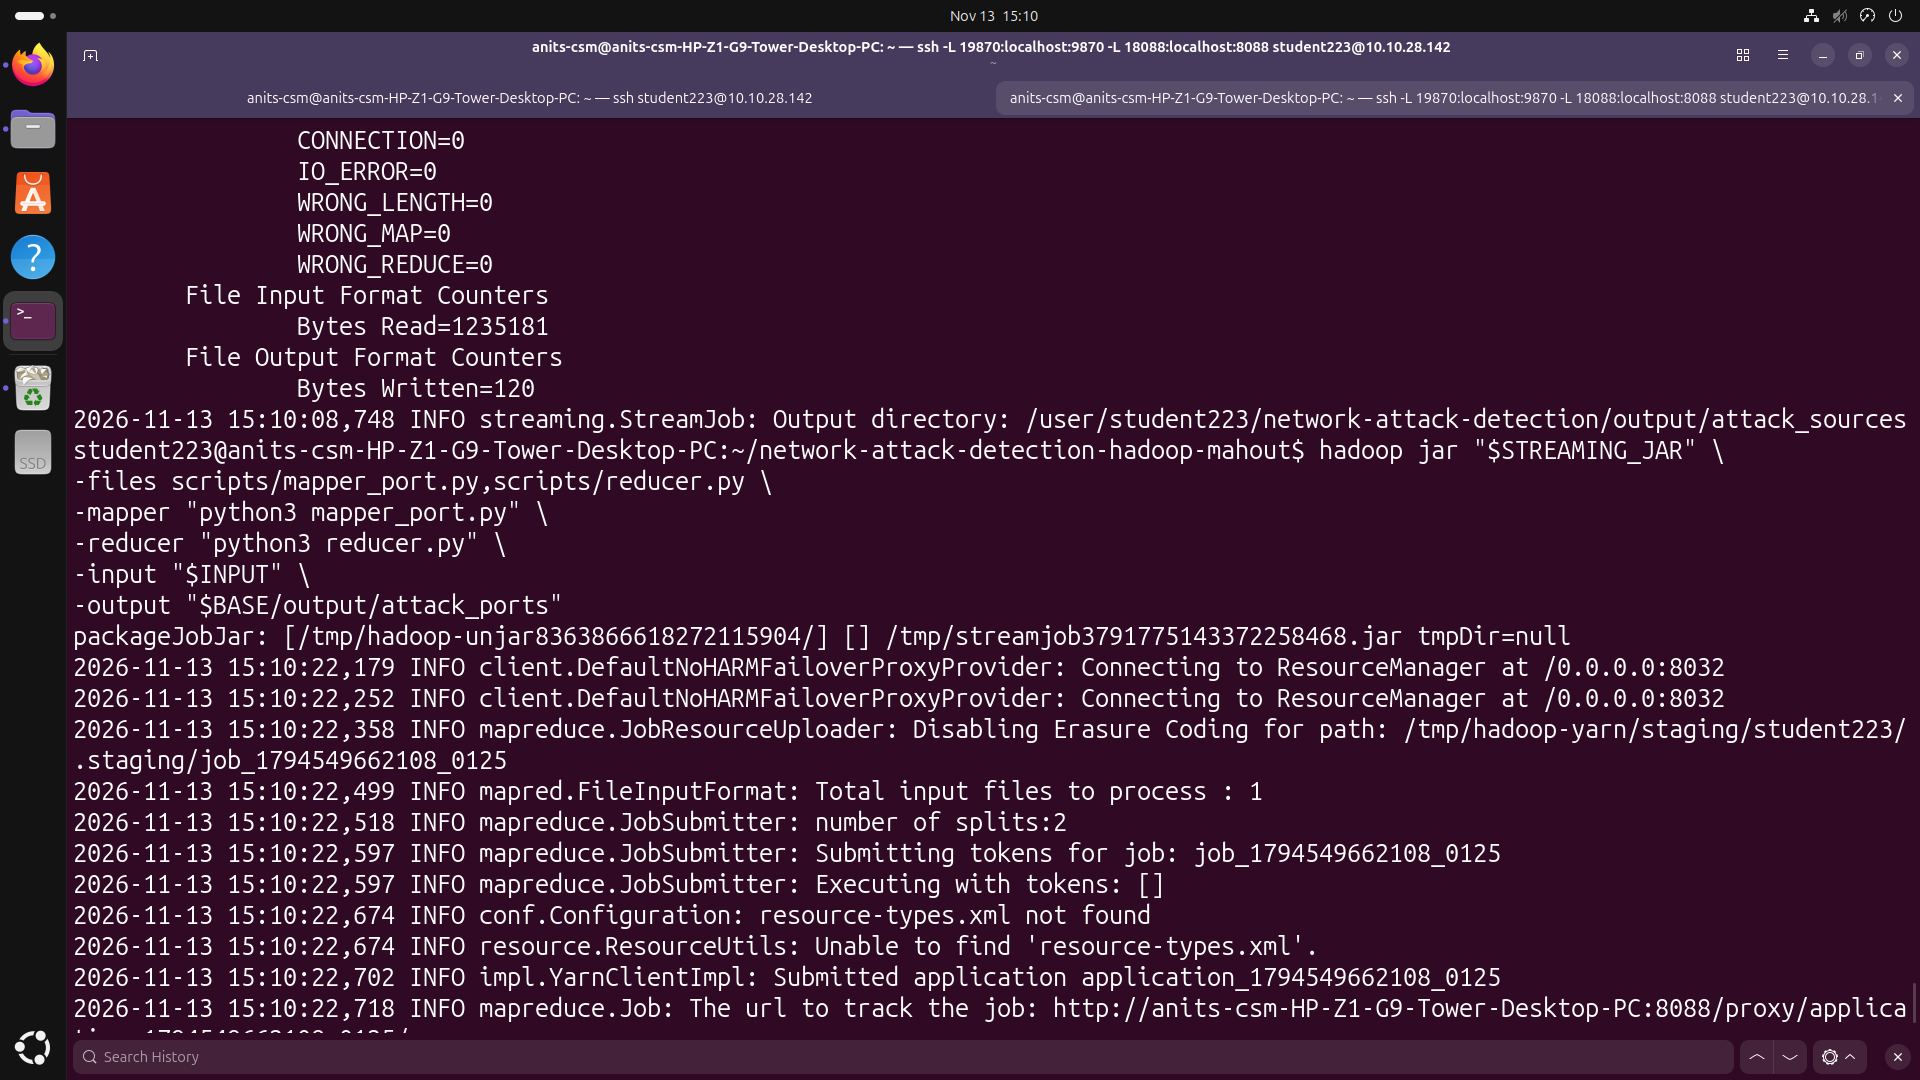 Nov 13 15:10
anits-csm@anits-csm-HP-Z1-G9-Tower-Desktop-PC: ~ — ssh -L 19870:localhost:9870 -L 18088:localhost:8088 student223@10.10.28.142
~
anits-csm@anits-csm-HP-Z1-G9-Tower-Desktop-PC: ~ — ssh student223@10.10.28.142
anits-csm@anits-csm-HP-Z1-G9-Tower-Desktop-PC: ~ — ssh -L 19870:localhost:9870 -L 18088:localhost:8088 student223@10.10.28.1
CONNECTION=0
IO_ERROR=0
WRONG_LENGTH=0
WRONG_MAP=0
WRONG_REDUCE=0
File Input Format Counters
Bytes Read=1235181
File Output Format Counters
Bytes Written=120
2026-11-13 15:10:08,748 INFO streaming.StreamJob: Output directory: /user/student223/network-attack-detection/output/attack_sources
student223@anits-csm-HP-Z1-G9-Tower-Desktop-PC:~/network-attack-detection-hadoop-mahout$ hadoop jar "$STREAMING_JAR" \
-files scripts/mapper_port.py,scripts/reducer.py \
-mapper "python3 mapper_port.py" \
-reducer "python3 reducer.py" \
-input "$INPUT" \
-output "$BASE/output/attack_ports"
packageJobJar: [/tmp/hadoop-unjar8363866618272115904/] [] /tmp/streamjob3791775143372258468.jar tmpDir=null
2026-11-13 15:10:22,179 INFO client.DefaultNoHARMFailoverProxyProvider: Connecting to ResourceManager at /0.0.0.0:8032
2026-11-13 15:10:22,252 INFO client.DefaultNoHARMFailoverProxyProvider: Connecting to ResourceManager at /0.0.0.0:8032
2026-11-13 15:10:22,358 INFO mapreduce.JobResourceUploader: Disabling Erasure Coding for path: /tmp/hadoop-yarn/staging/student223/
.staging/job_1794549662108_0125
2026-11-13 15:10:22,499 INFO mapred.FileInputFormat: Total input files to process : 1
2026-11-13 15:10:22,518 INFO mapreduce.JobSubmitter: number of splits:2
2026-11-13 15:10:22,597 INFO mapreduce.JobSubmitter: Submitting tokens for job: job_1794549662108_0125
2026-11-13 15:10:22,597 INFO mapreduce.JobSubmitter: Executing with tokens: []
2026-11-13 15:10:22,674 INFO conf.Configuration: resource-types.xml not found
2026-11-13 15:10:22,674 INFO resource.ResourceUtils: Unable to find 'resource-types.xml'.
2026-11-13 15:10:22,702 INFO impl.YarnClientImpl: Submitted application application_1794549662108_0125
2026-11-13 15:10:22,718 INFO mapreduce.Job: The url to track the job: http://anits-csm-HP-Z1-G9-Tower-Desktop-PC:8088/proxy/applica
Search History
SSD